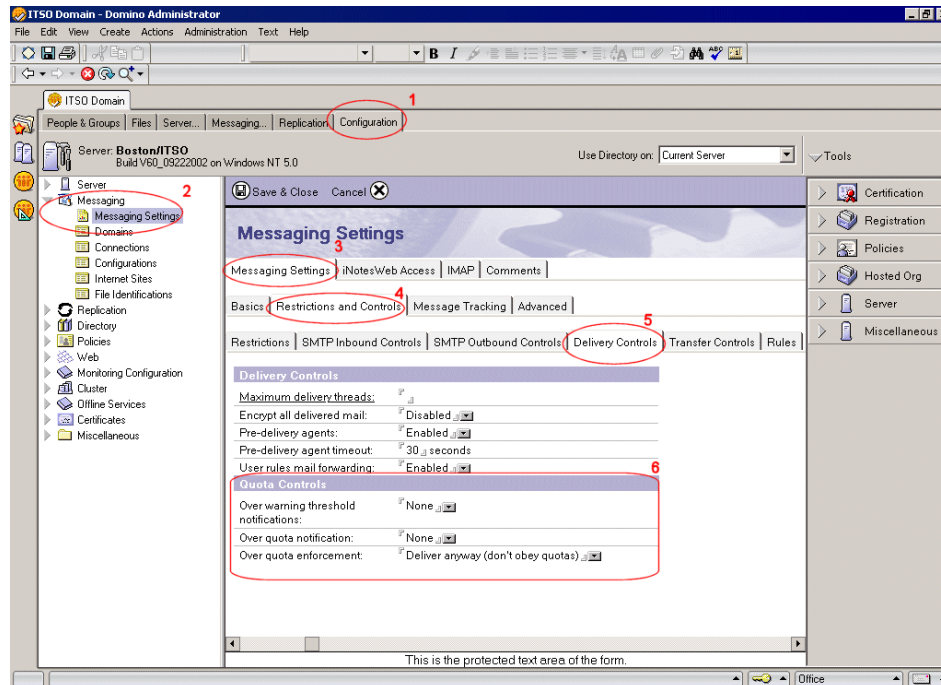 ITSO Domain - Domino Administrator
File Edit View Create Actions Administration Text Help
B I
ITSO Domain
1
People & Groups Files Server... Messaging... Replication Configuration
Server: Boston/ITSO
Build V60_09222002 on Windows NT 5.0
Use Directory on: Current Server
Tools
Server
2
Messaging
Messaging Settings
Domains
Connections
Configurations
Internet Sites
File Identifications
Replication
Directory
Policies
Web
Monitoring Configuration
Cluster
Offline Services
Certificates
Miscellaneous
Save & Close Cancel
Messaging Settings
3
Messaging Settings iNotesWeb Access IMAP Comments
4
Basics Restrictions and Controls Message Tracking Advanced
5
Restrictions SMTP Inbound Controls SMTP Outbound Controls Delivery Controls Transfer Controls Rules
Delivery Controls
Maximum delivery threads:
Encrypt all delivered mail: Disabled
Pre-delivery agents: Enabled
Pre-delivery agent timeout: 30 seconds
User rules mail forwarding: Enabled
6
Quota Controls
Over warning threshold notifications: None
Over quota notification: None
Over quota enforcement: Deliver anyway (don't obey quotas)
This is the protected text area of the form.
Certification
Registration
Policies
Hosted Org
Server
Miscellaneous
Office